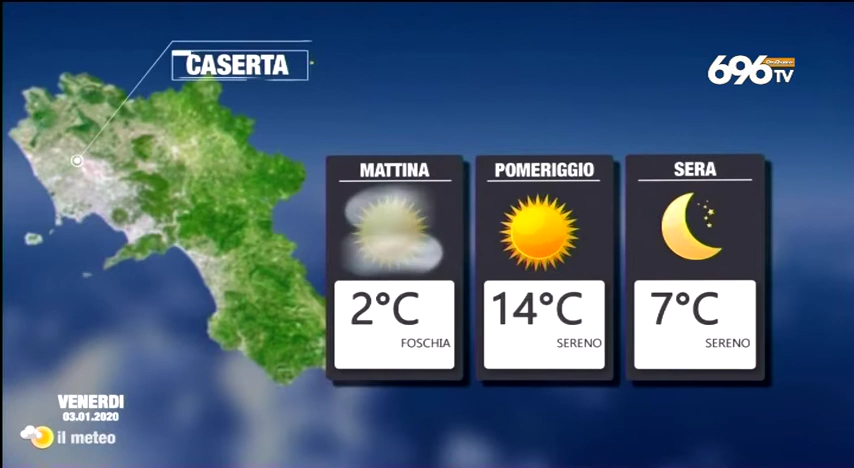 CASERTA
696 TV
MATTINA
POMERIGGIO
SERA
2°C
FOSCHIA
14°C
SERENO
7°C
SERENO
VENERDI
03.01.2020
il meteo